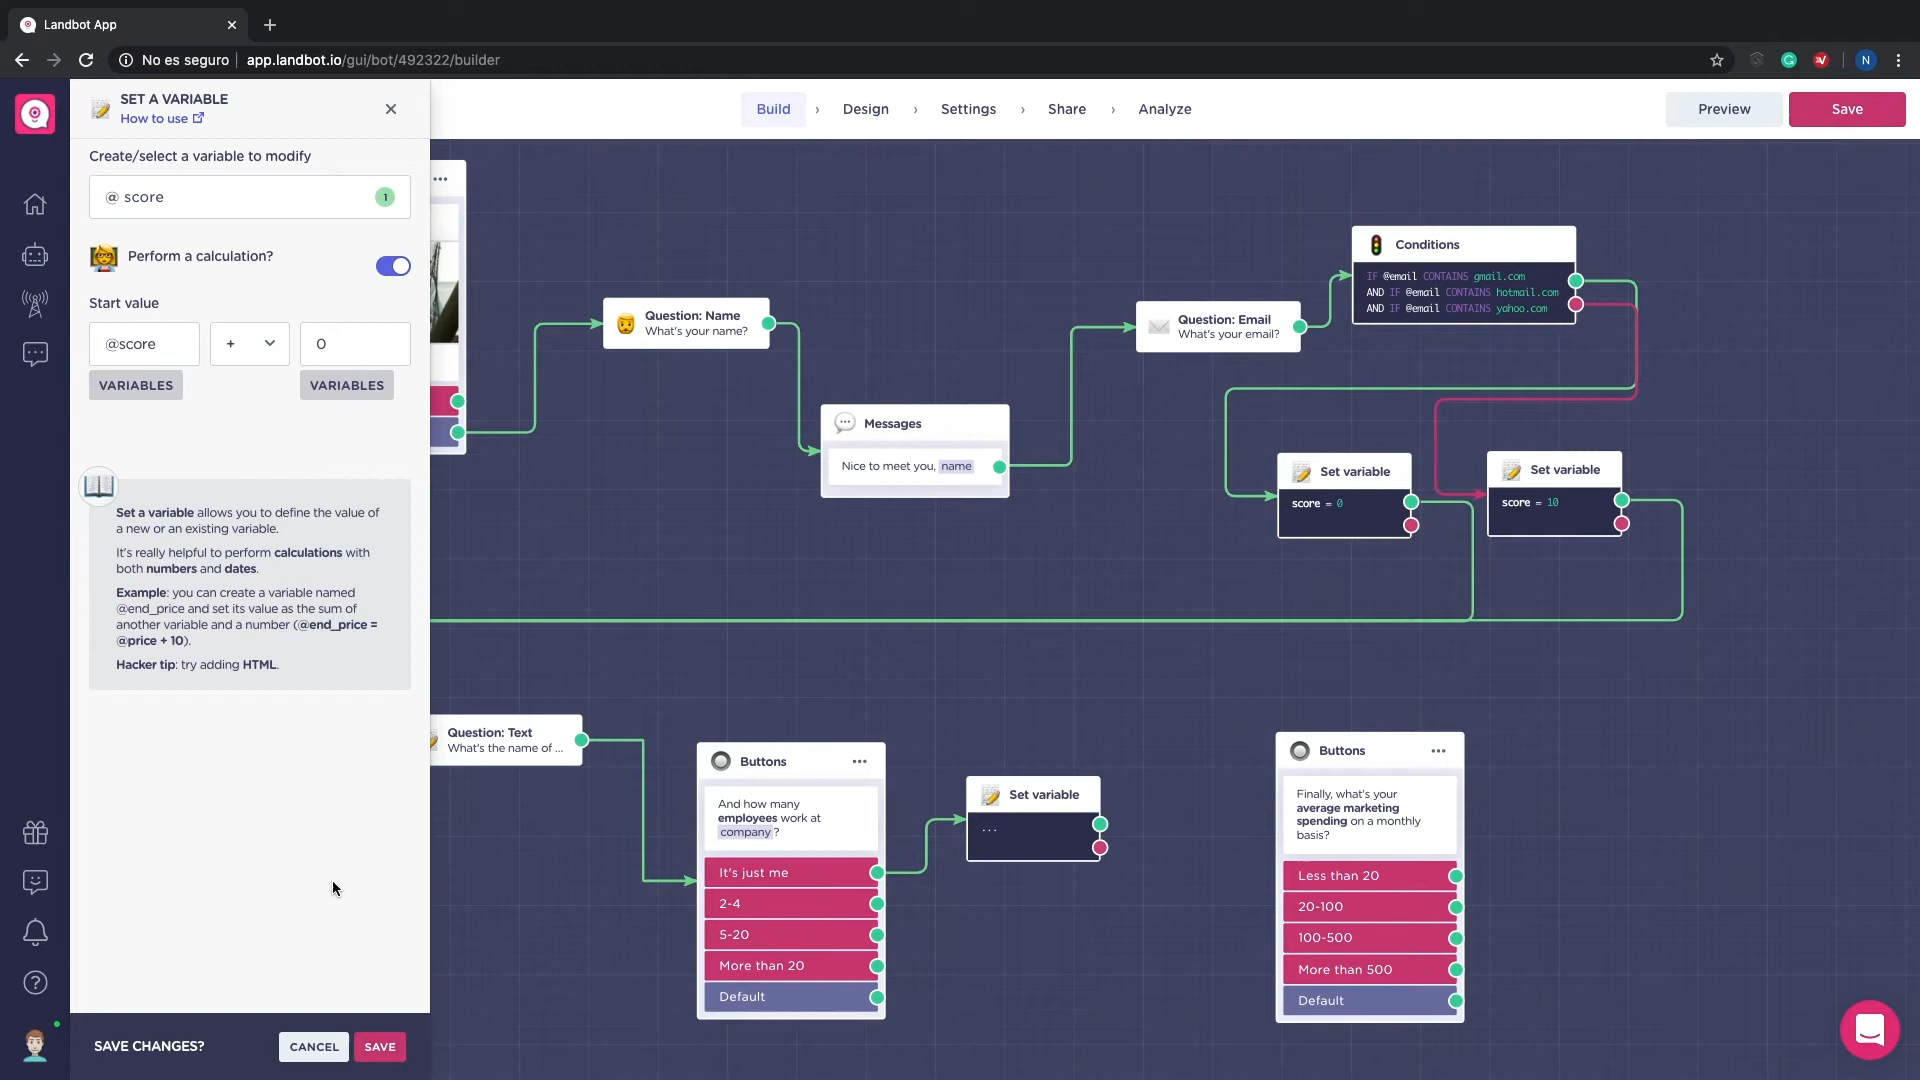 Landbot App
No es seguro
app.landbot.io/gui/bot/492322/builder
N
SET A VARIABLE
How to use
Build
Design
Settings
Share
Analyze
Preview
Save
Create/select a variable to modify
@ score
1
Perform a calculation?
Start value
@score
+
0
VARIABLES
VARIABLES
Set a variable allows you to define the value of
a new or an existing variable.
It's really helpful to perform calculations with
both numbers and dates.
Example: you can create a variable named
@end_price and set its value as the sum of
another variable and a number (@end_price =
@price + 10).
Hacker tip: try adding HTML.
SAVE CHANGES?
CANCEL
SAVE
Question: Name
What's your name?
Messages
Nice to meet you, name
Question: Email
What's your email?
Conditions
IF @email CONTAINS gmail.com
AND IF @email CONTAINS hotmail.com
AND IF @email CONTAINS yahoo.com
Set variable
score = 0
Set variable
score = 10
Question: Text
What's the name of ...
Buttons
And how many
employees work at
company ?
It's just me
2-4
5-20
More than 20
Default
Set variable
...
Buttons
Finally, what's your
average marketing
spending on a monthly
basis?
Less than 20
20-100
100-500
More than 500
Default